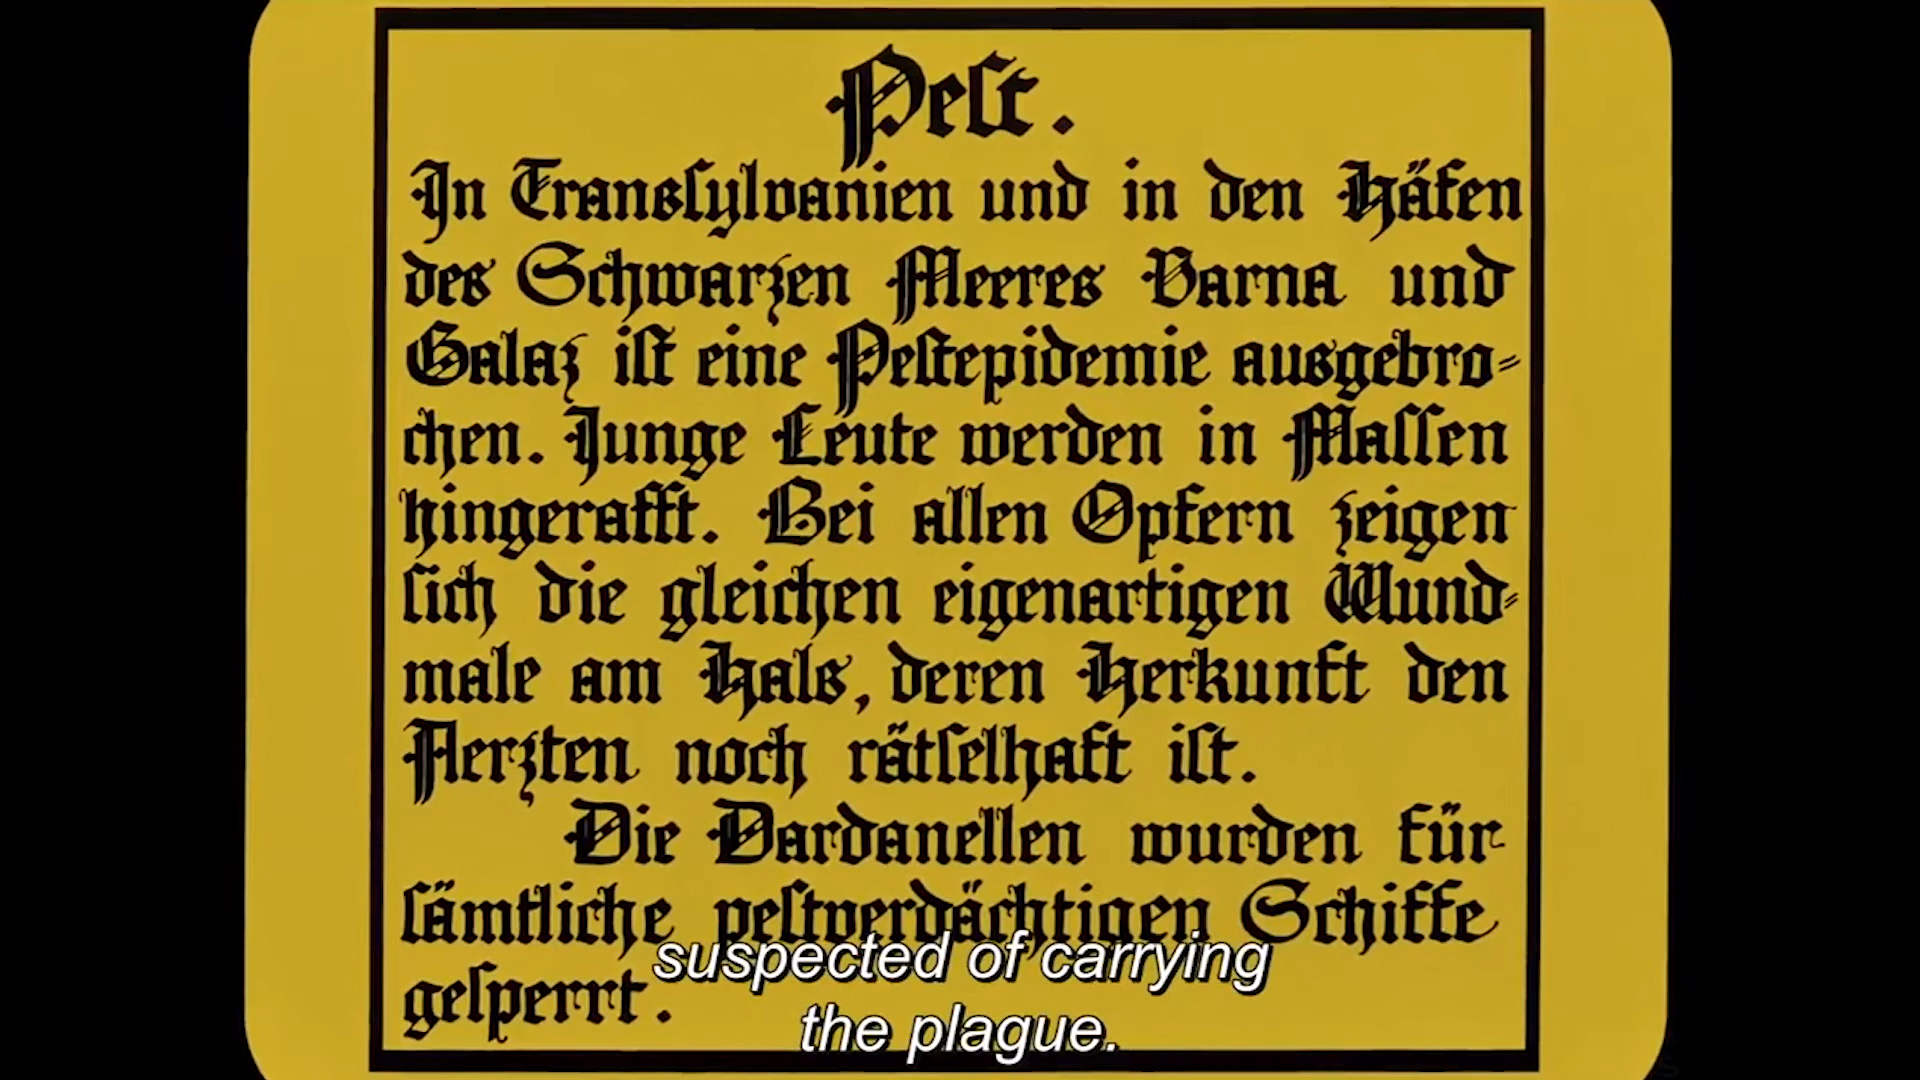 Peſt.
In Transſylvanien und in den Häfen
des Schwarzen Meeres Varna und
Galaz iſt eine Peſtepidemie ausgebro⸗
chen. Junge Leute werden in Maſſen
hingerafft. Bei allen Opfern zeigen
ſich die gleichen eigenartigen Wund⸗
male am Hals, deren Herkunft den
Aerzten noch rätſelhaft iſt.
Die Dardanellen wurden für
ſämtliche peſtverdächtigen Schiffe
geſperrt.
suspected of carrying
the plague.